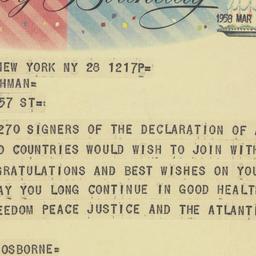 Birthday
1958 MAR
NEW YORK NY 28 1217P=
HMAN=
57 ST=:
270 SIGNERS OF THE DECLARATION OF A
D COUNTRIES WOULD WISH TO JOIN WITH
GRATULATIONS AND BEST WISHES ON YOU
AY YOU LONG CONTINUE IN GOOD HEALT
EEDOM PEACE JUSTICE AND THE ATLANTI
OSBORNE=